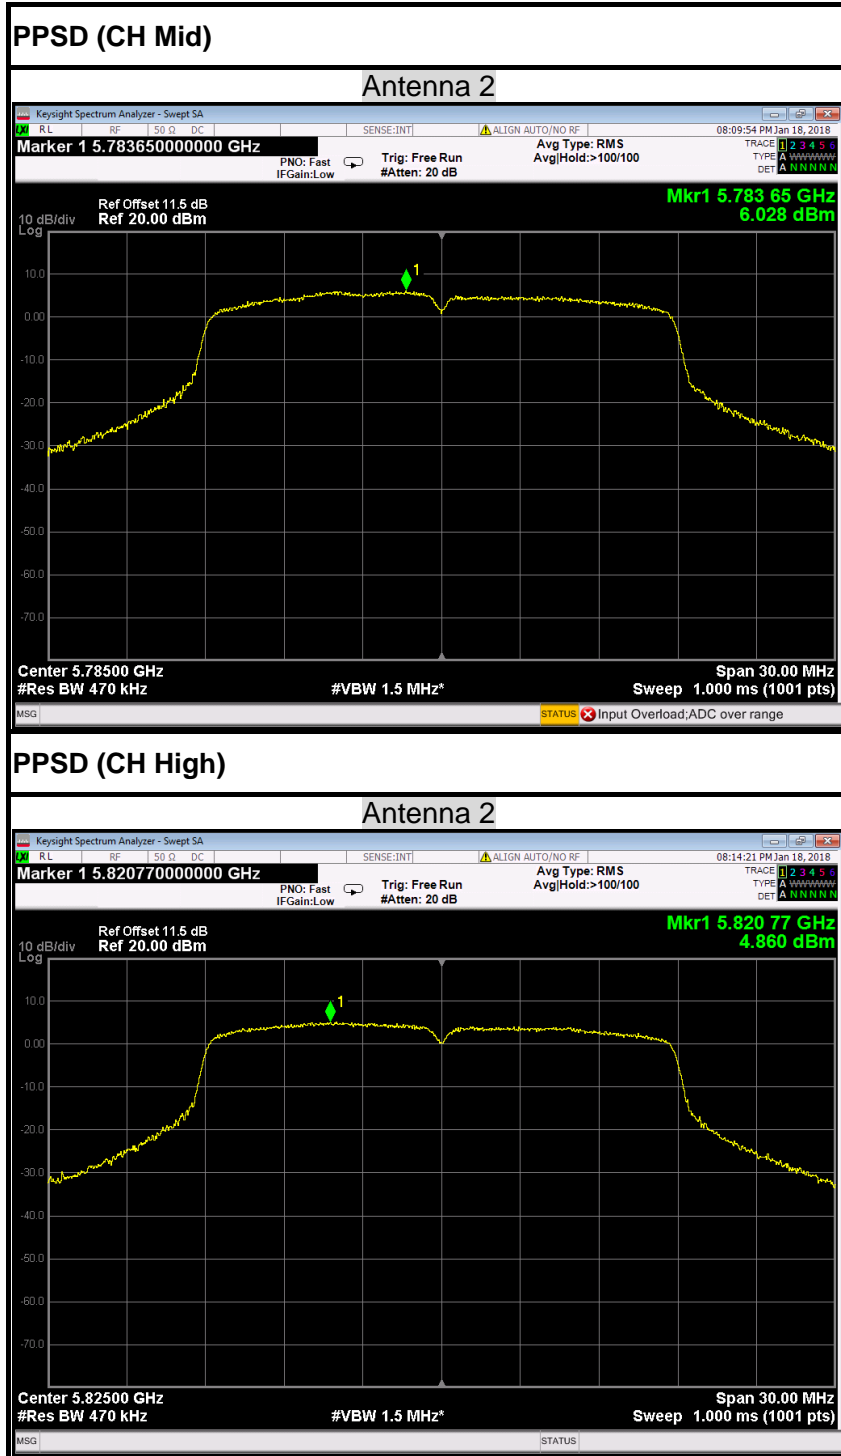 PPSD (CH Mid)
Antenna 2
Keysight Spectrum Analyzer - Swept SA
LXI RL RF 50 Ω DC SENSE:INT ALIGN AUTO/NO RF 08:09:54 PM Jan 18, 2018
Marker 1 5.783650000000 GHz
PNO: Fast
IFGain:Low
Trig: Free Run
#Atten: 20 dB
Avg Type: RMS
Avg|Hold:>100/100
TRACE 1 2 3 4 5 6
TYPE A WWWWW
DET A N N N N N
Mkr1 5.783 65 GHz
6.028 dBm
Ref Offset 11.5 dB
10 dB/div Ref 20.00 dBm
Log
1
10.0
0.00
-10.0
-20.0
-30.0
-40.0
-50.0
-60.0
-70.0
Center 5.78500 GHz Span 30.00 MHz
#Res BW 470 kHz #VBW 1.5 MHz* Sweep 1.000 ms (1001 pts)
MSG STATUS Input Overload;ADC over range
PPSD (CH High)
Antenna 2
Keysight Spectrum Analyzer - Swept SA
LXI RL RF 50 Ω DC SENSE:INT ALIGN AUTO/NO RF 08:14:21 PM Jan 18, 2018
Marker 1 5.820770000000 GHz
PNO: Fast
IFGain:Low
Trig: Free Run
#Atten: 20 dB
Avg Type: RMS
Avg|Hold:>100/100
TRACE 1 2 3 4 5 6
TYPE A WWWWW
DET A N N N N N
Mkr1 5.820 77 GHz
4.860 dBm
Ref Offset 11.5 dB
10 dB/div Ref 20.00 dBm
Log
1
10.0
0.00
-10.0
-20.0
-30.0
-40.0
-50.0
-60.0
-70.0
Center 5.82500 GHz Span 30.00 MHz
#Res BW 470 kHz #VBW 1.5 MHz* Sweep 1.000 ms (1001 pts)
MSG STATUS